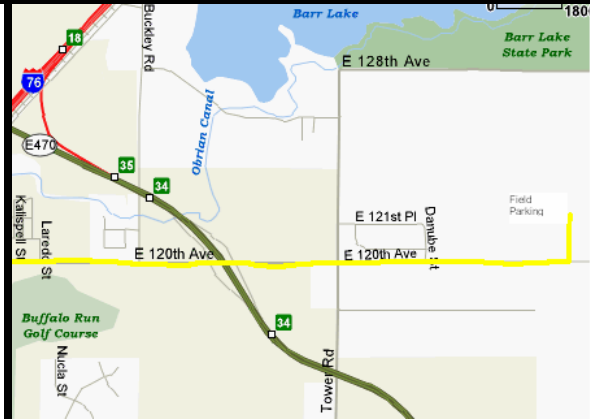 0
1800
Barr Lake
Buckley Rd
18
Barr Lake
State Park
E 128th Ave
76
Obrian Canal
E470
35
34
Kalispell St
Laredo St
E 121st Pl
Danube St
Field
Parking
E 120th Ave
E 120th Ave
Buffalo Run
Golf Course
34
Nucla St
Tower Rd